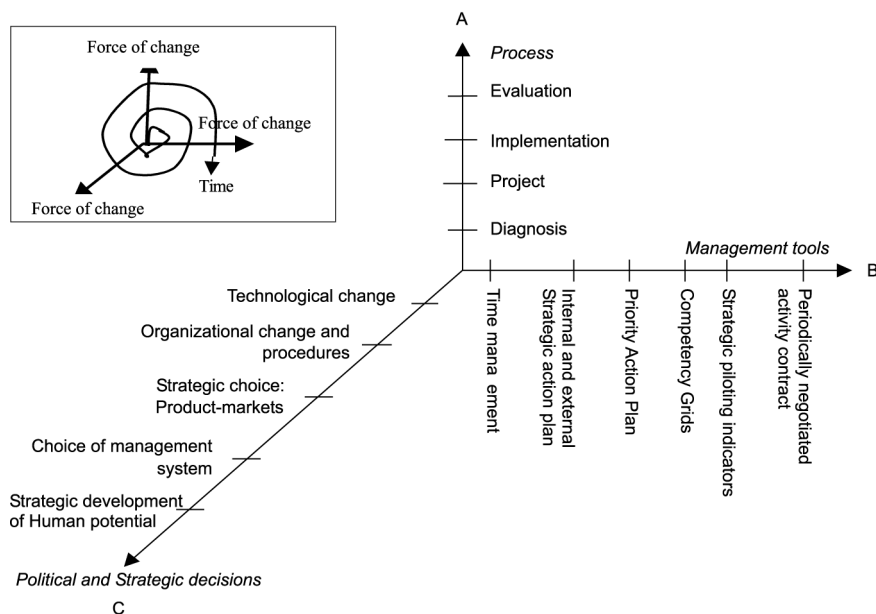 Force of change
Force of change
Time
Force of change
A
Process
Evaluation
Implementation
Project
Diagnosis
Management tools
B
Time mana ement
Internal and external
Strategic action plan
Priority Action Plan
Competency Grids
Strategic piloting indicators
Periodically negotiated
activity contract
Technological change
Organizational change and
procedures
Strategic choice:
Product-markets
Choice of management
system
Strategic development
of Human potential
Political and Strategic decisions
C